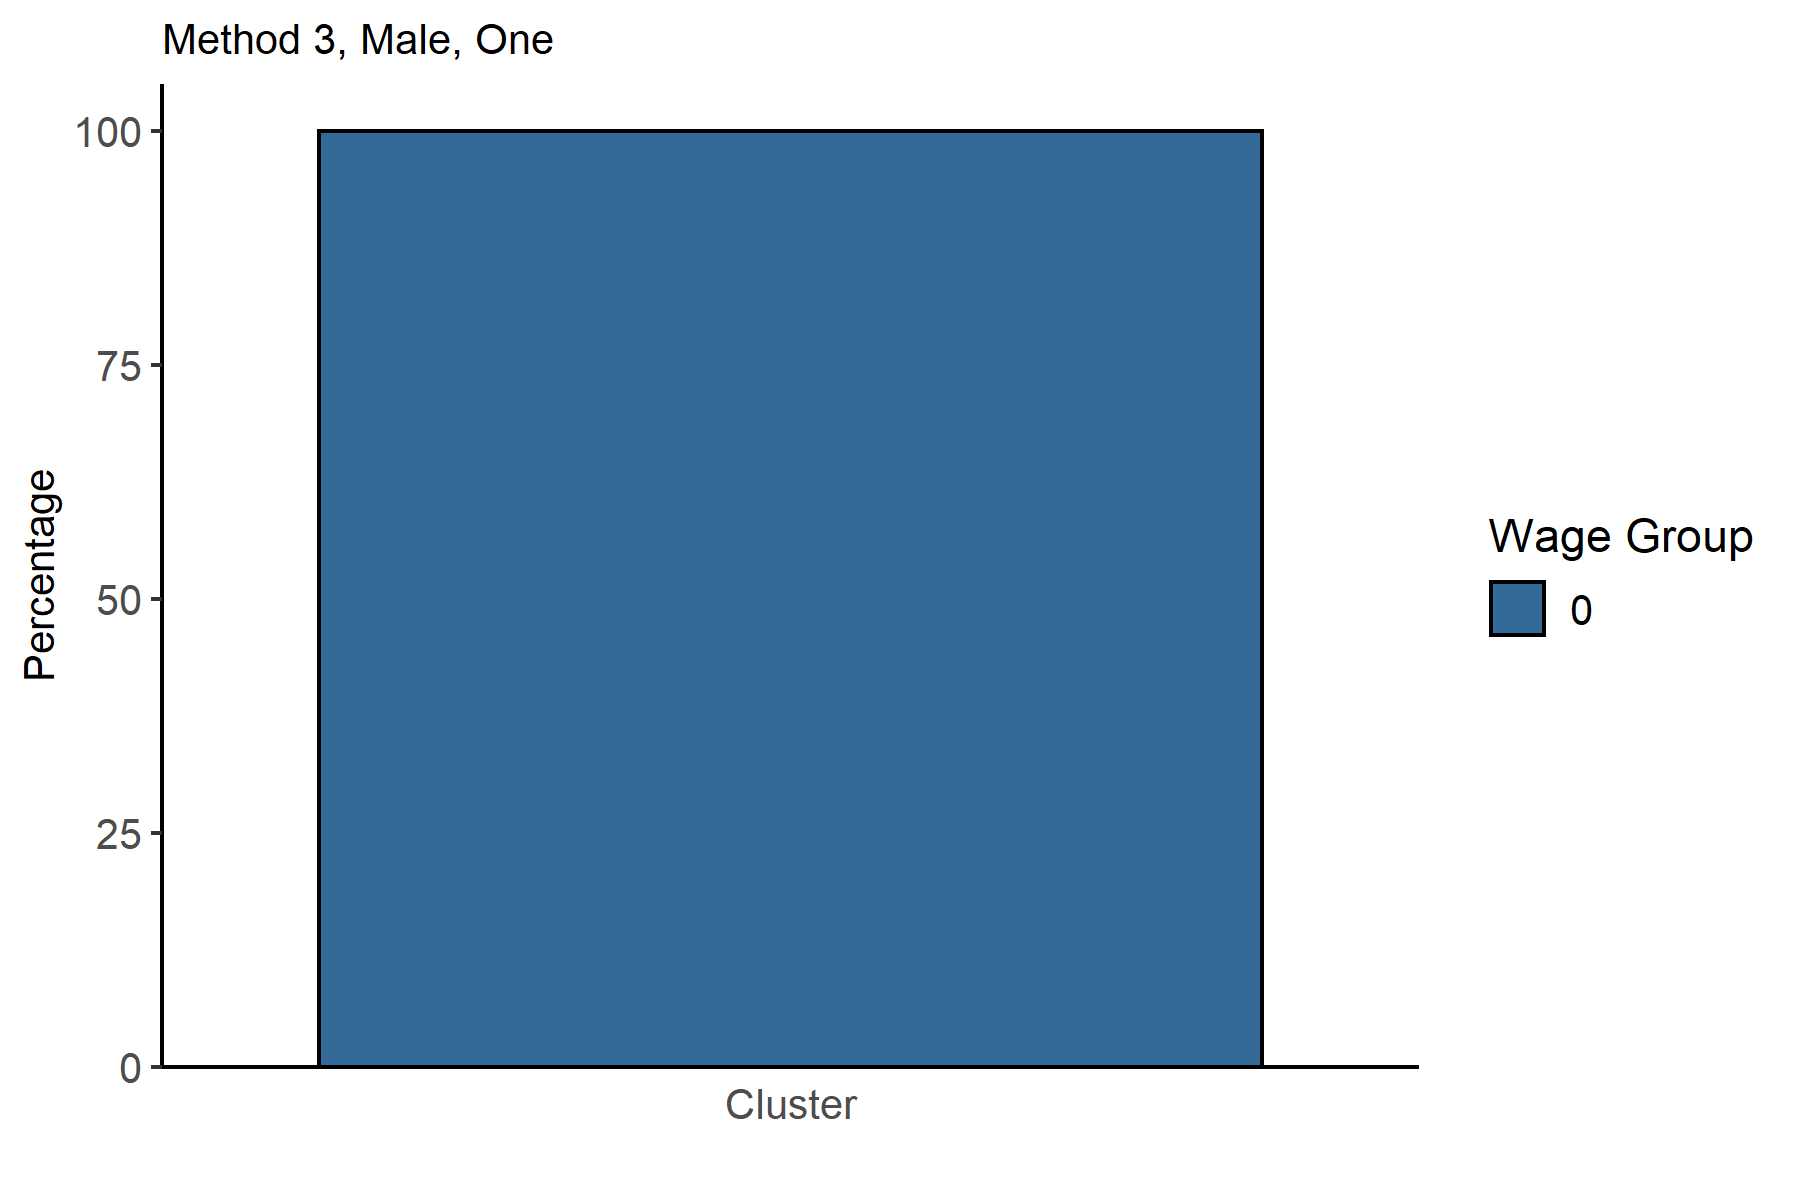 Method 3, Male, One
100
75
50
25
0
Percentage
Cluster
Wage Group
0